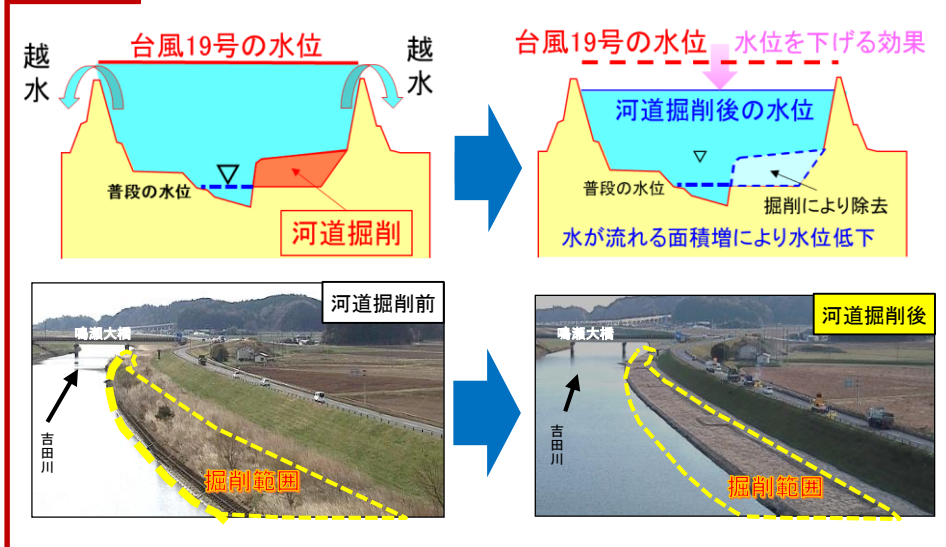 台風19号の水位
越水
越水
普段の水位
河道掘削
台風19号の水位
水位を下げる効果
河道掘削後の水位
普段の水位
掘削により除去
水が流れる面積増により水位低下
河道掘削前
鳴瀬大橋
吉田川
掘削範囲
河道掘削後
鳴瀬大橋
吉田川
掘削範囲